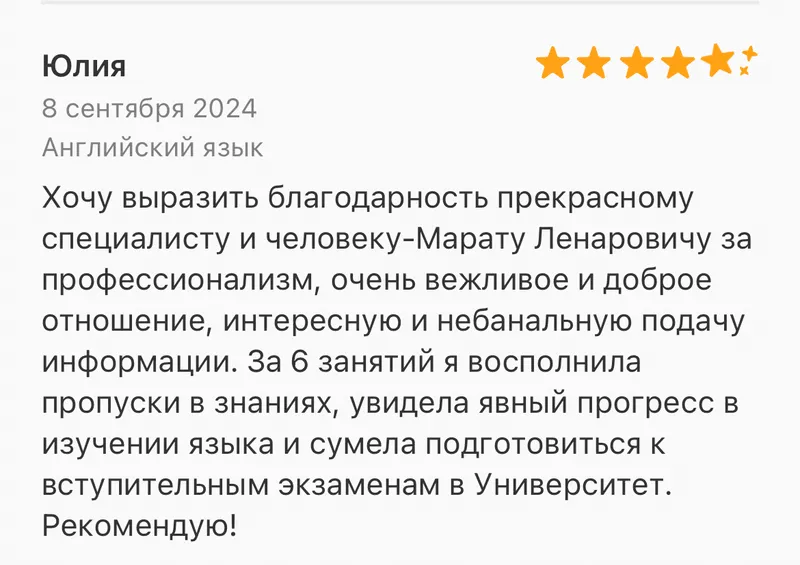 Юлия
8 сентября 2024
Английский язык
Хочу выразить благодарность прекрасному
специалисту и человеку-Марату Ленаровичу за
профессионализм, очень вежливое и доброе
отношение, интересную и небанальную подачу
информации. За 6 занятий я восполнила
пропуски в знаниях, увидела явный прогресс в
изучении языка и сумела подготовиться к
вступительным экзаменам в Университет.
Рекомендую!